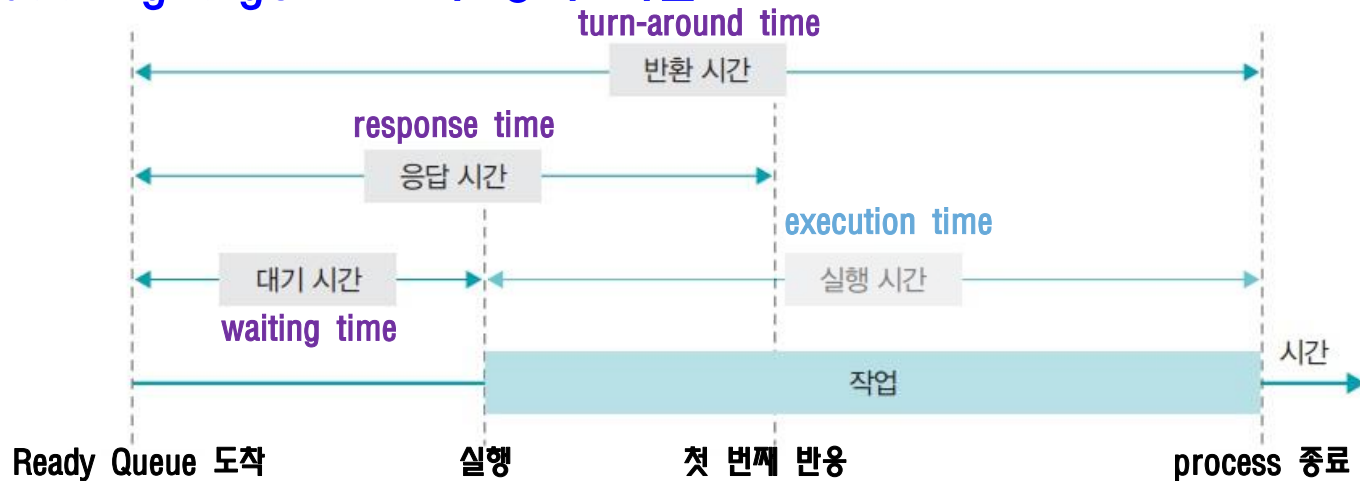 turn-around time
반환 시간
response time
응답 시간
execution time
대기 시간
실행 시간
waiting time
시간
작업
Ready Queue 도착
실행
첫 번째 반응
process 종료